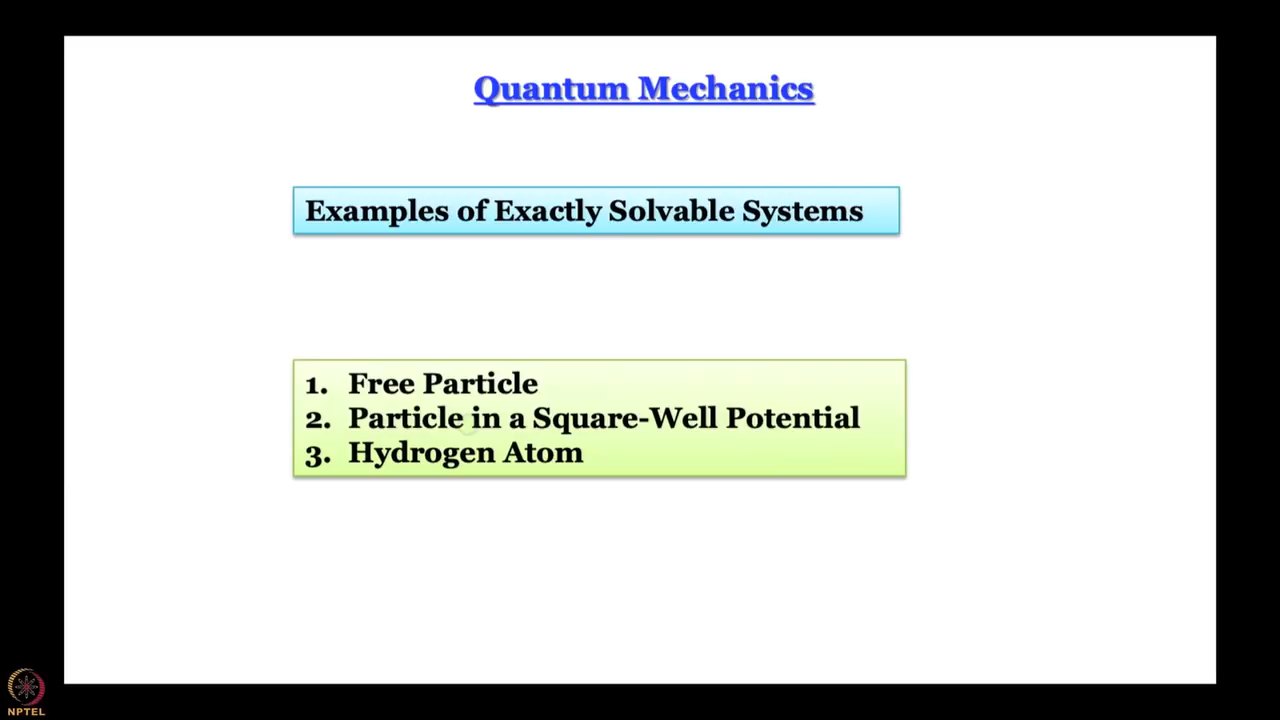 Quantum Mechanics
Examples of Exactly Solvable Systems
1. Free Particle
2. Particle in a Square-Well Potential
3. Hydrogen Atom
NPTEL